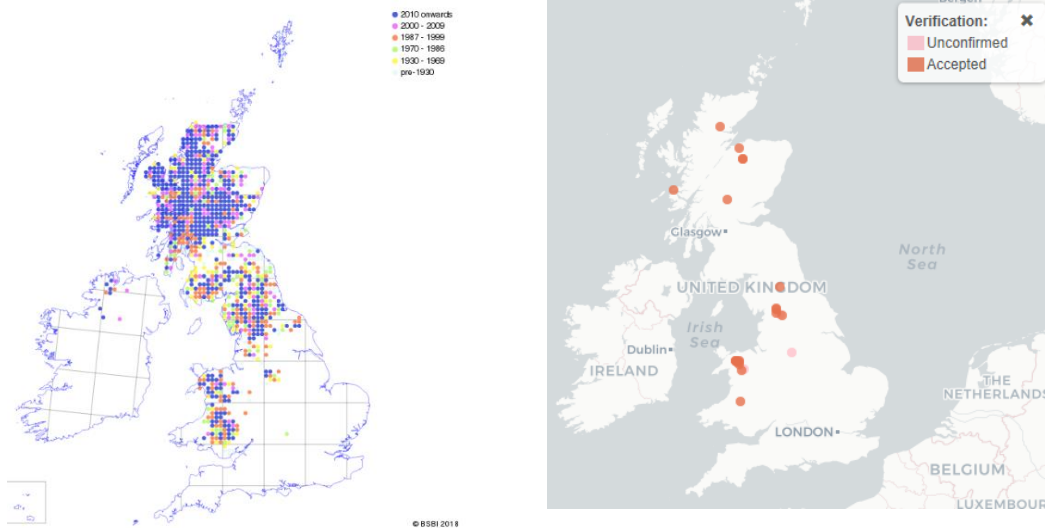 2010 onwards
2000 - 2009
1987 - 1999
1970 - 1986
1930 - 1969
pre-1930
© BSBI 2018
Verification: ✖
Unconfirmed
Accepted
Glasgow
North
Sea
UNITED KINGDOM
Irish
Sea
Dublin
IRELAND
THE
NETHERLANDS
LONDON
BELGIUM
LUXEMBOUR